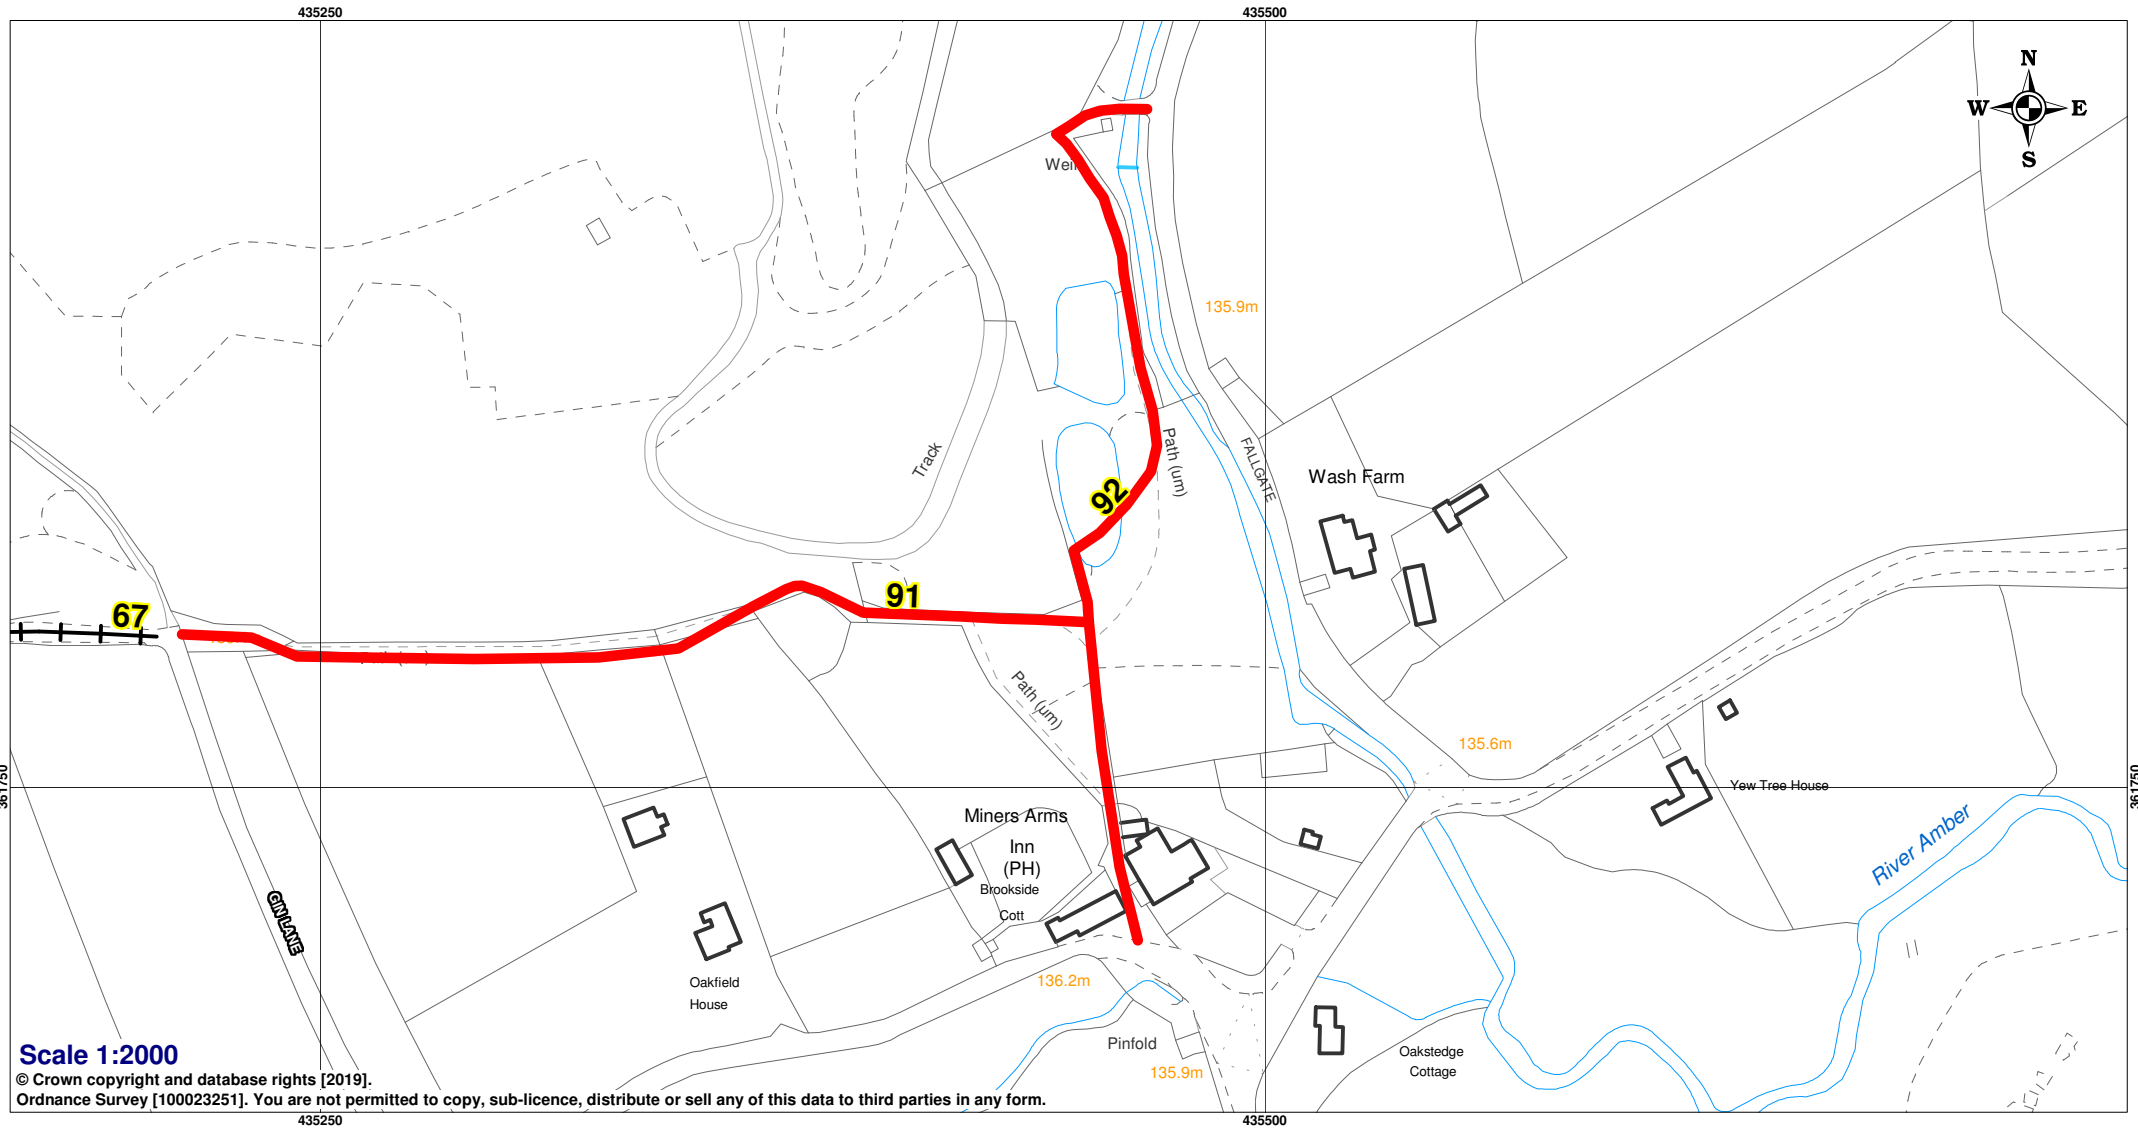 435250
435500
N
W
E
S
Weir
135.9m
Track
Path (um)
FALLGATE
Wash Farm
92
91
67
Path (um)
135.6m
361750
361750
Yew Tree House
Miners Arms
Inn
(PH)
Brookside
Cott
River Amber
GIN LANE
Oakfield
House
136.2m
Pinfold
135.9m
Oakstedge
Cottage
Scale 1:2000
© Crown copyright and database rights [2019].
Ordnance Survey [100023251]. You are not permitted to copy, sub-licence, distribute or sell any of this data to third parties in any form.
435250
435500